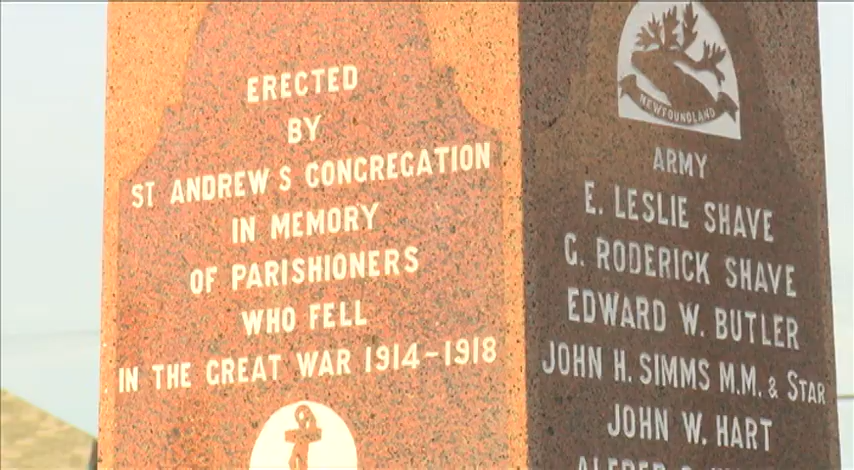 ERECTED
BY
ST ANDREW'S CONGREGATION
IN MEMORY
OF PARISHIONERS
WHO FELL
IN THE GREAT WAR 1914-1918
NEWFOUNDLAND
ARMY
E. LESLIE SHAVE
G. RODERICK SHAVE
EDWARD W. BUTLER
JOHN H. SIMMS M.M. & STAR
JOHN W. HART